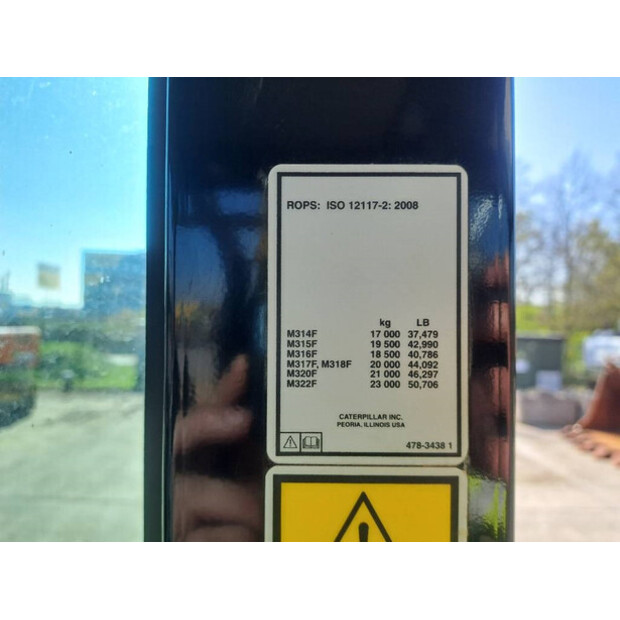 ROPS: ISO 12117-2: 2008
kg LB
M314F 17 000 37,479
M315F 19 500 42,990
M316F 18 500 40,786
M317F, M318F 20 000 44,092
M320F 21 000 46,297
M322F 23 000 50,706
CATERPILLAR INC.
PEORIA, ILLINOIS USA
478-3438 1